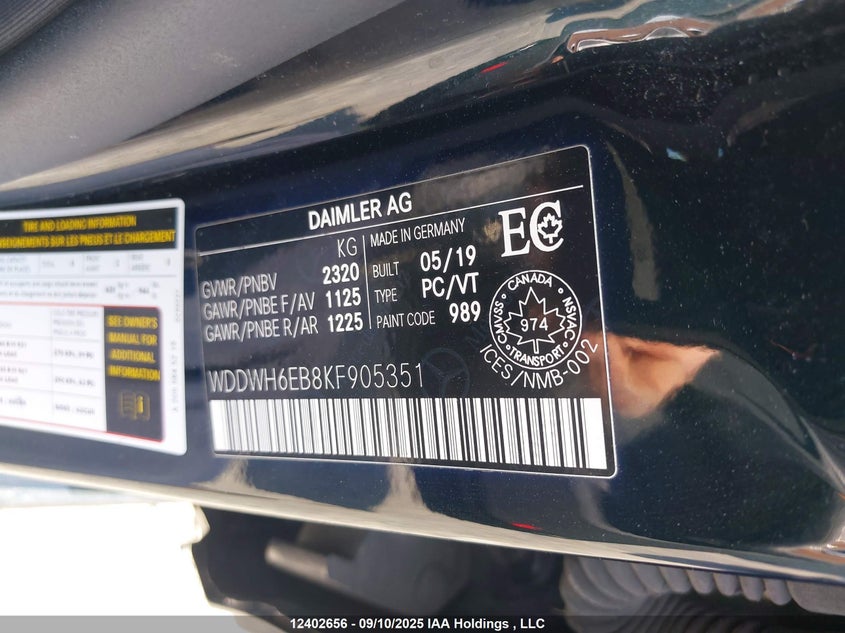 TIRE AND LOADING INFORMATION
ENSEIGNEMENTS SUR LES PNEUS ET LE CHARGEMENT
SEE OWNER'S
MANUAL FOR
ADDITIONAL
INFORMATION
DAIMLER AG
KG
GVWR/PNBV 2320
GAWR/PNBE F/AV 1125
GAWR/PNBE R/AR 1225
MADE IN GERMANY
BUILT 05/19
TYPE PC/VT
PAINT CODE 989
EC
CANADA
CMVSS 974 NSVAC
TRANSPORT
ICES/NMB-002
WDDWH6EB8KF905351
12402656 - 09/10/2025 IAA Holdings , LLC